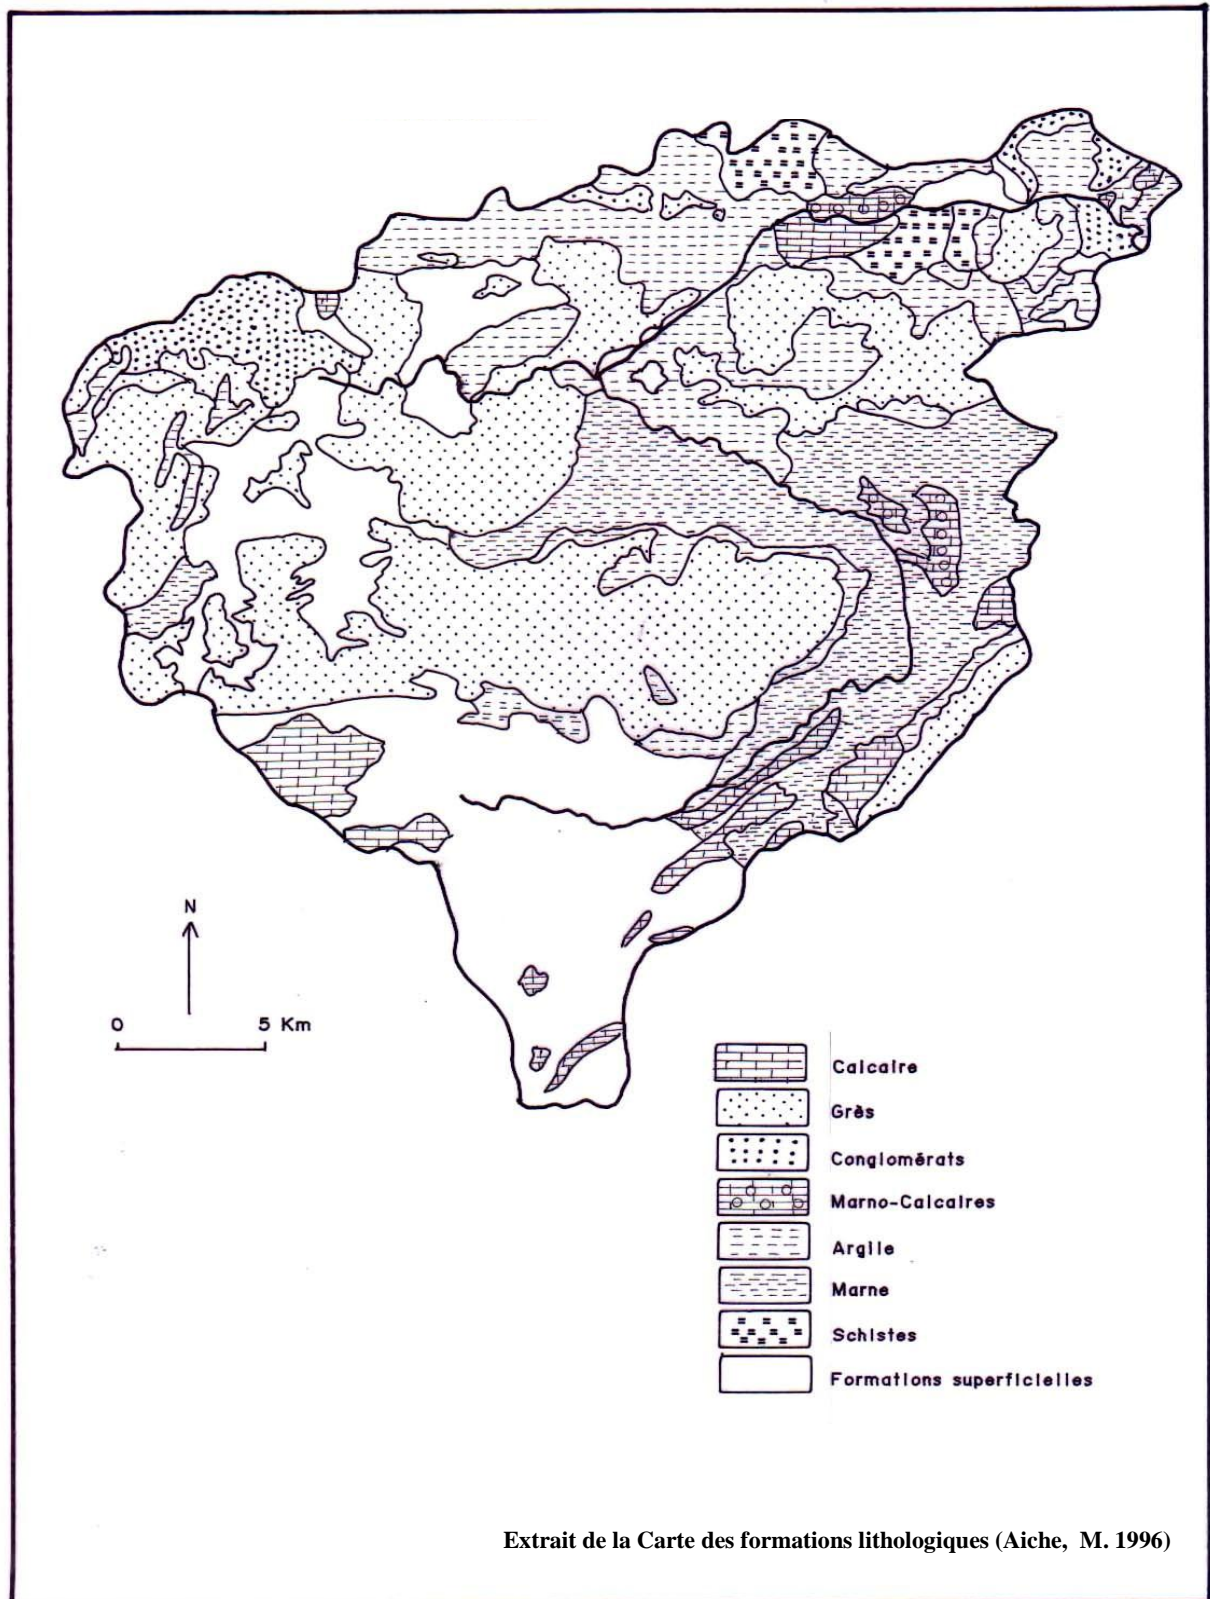 N
0 5 Km
Calcaire
Grès
Conglomérats
Marno-Calcaires
Argile
Marne
Schistes
Formations superficielles
Extrait de la Carte des formations lithologiques (Aiche, M. 1996)